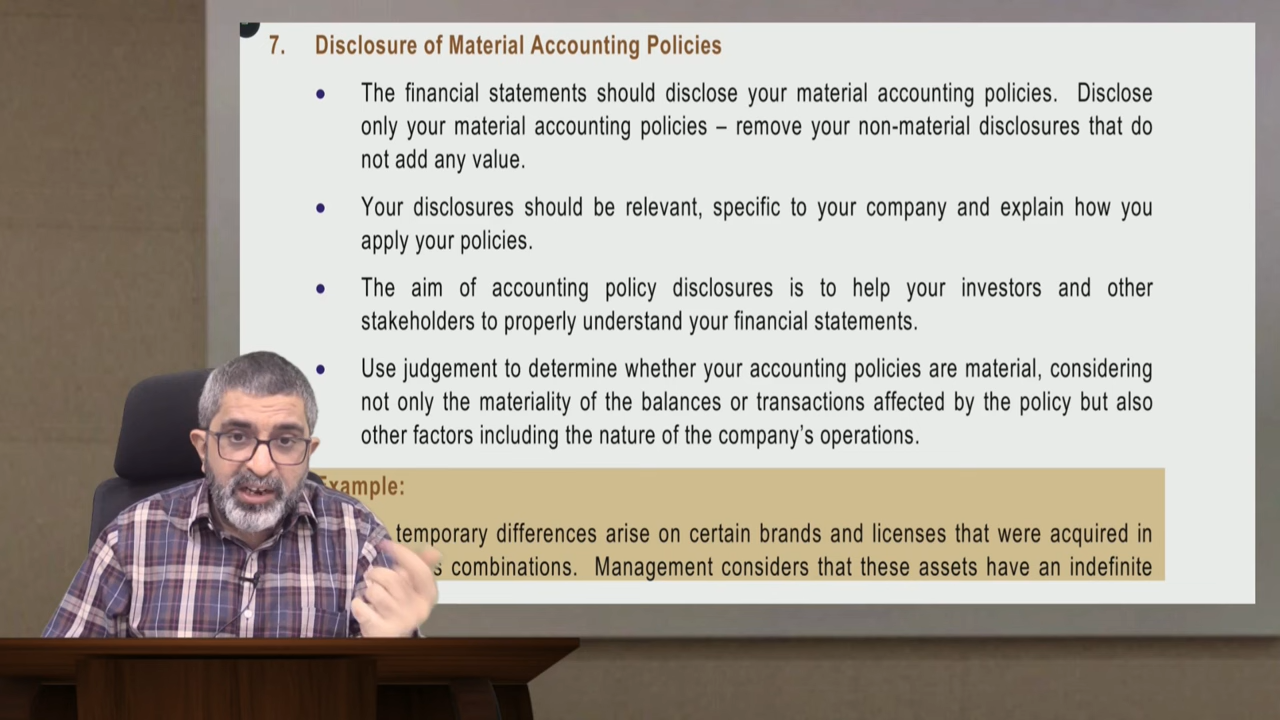 7. Disclosure of Material Accounting Policies
• The financial statements should disclose your material accounting policies. Disclose
only your material accounting policies – remove your non-material disclosures that do
not add any value.
• Your disclosures should be relevant, specific to your company and explain how you
apply your policies.
• The aim of accounting policy disclosures is to help your investors and other
stakeholders to properly understand your financial statements.
• Use judgement to determine whether your accounting policies are material, considering
not only the materiality of the balances or transactions affected by the policy but also
other factors including the nature of the company's operations.
Example:
temporary differences arise on certain brands and licenses that were acquired in
combinations. Management considers that these assets have an indefinite